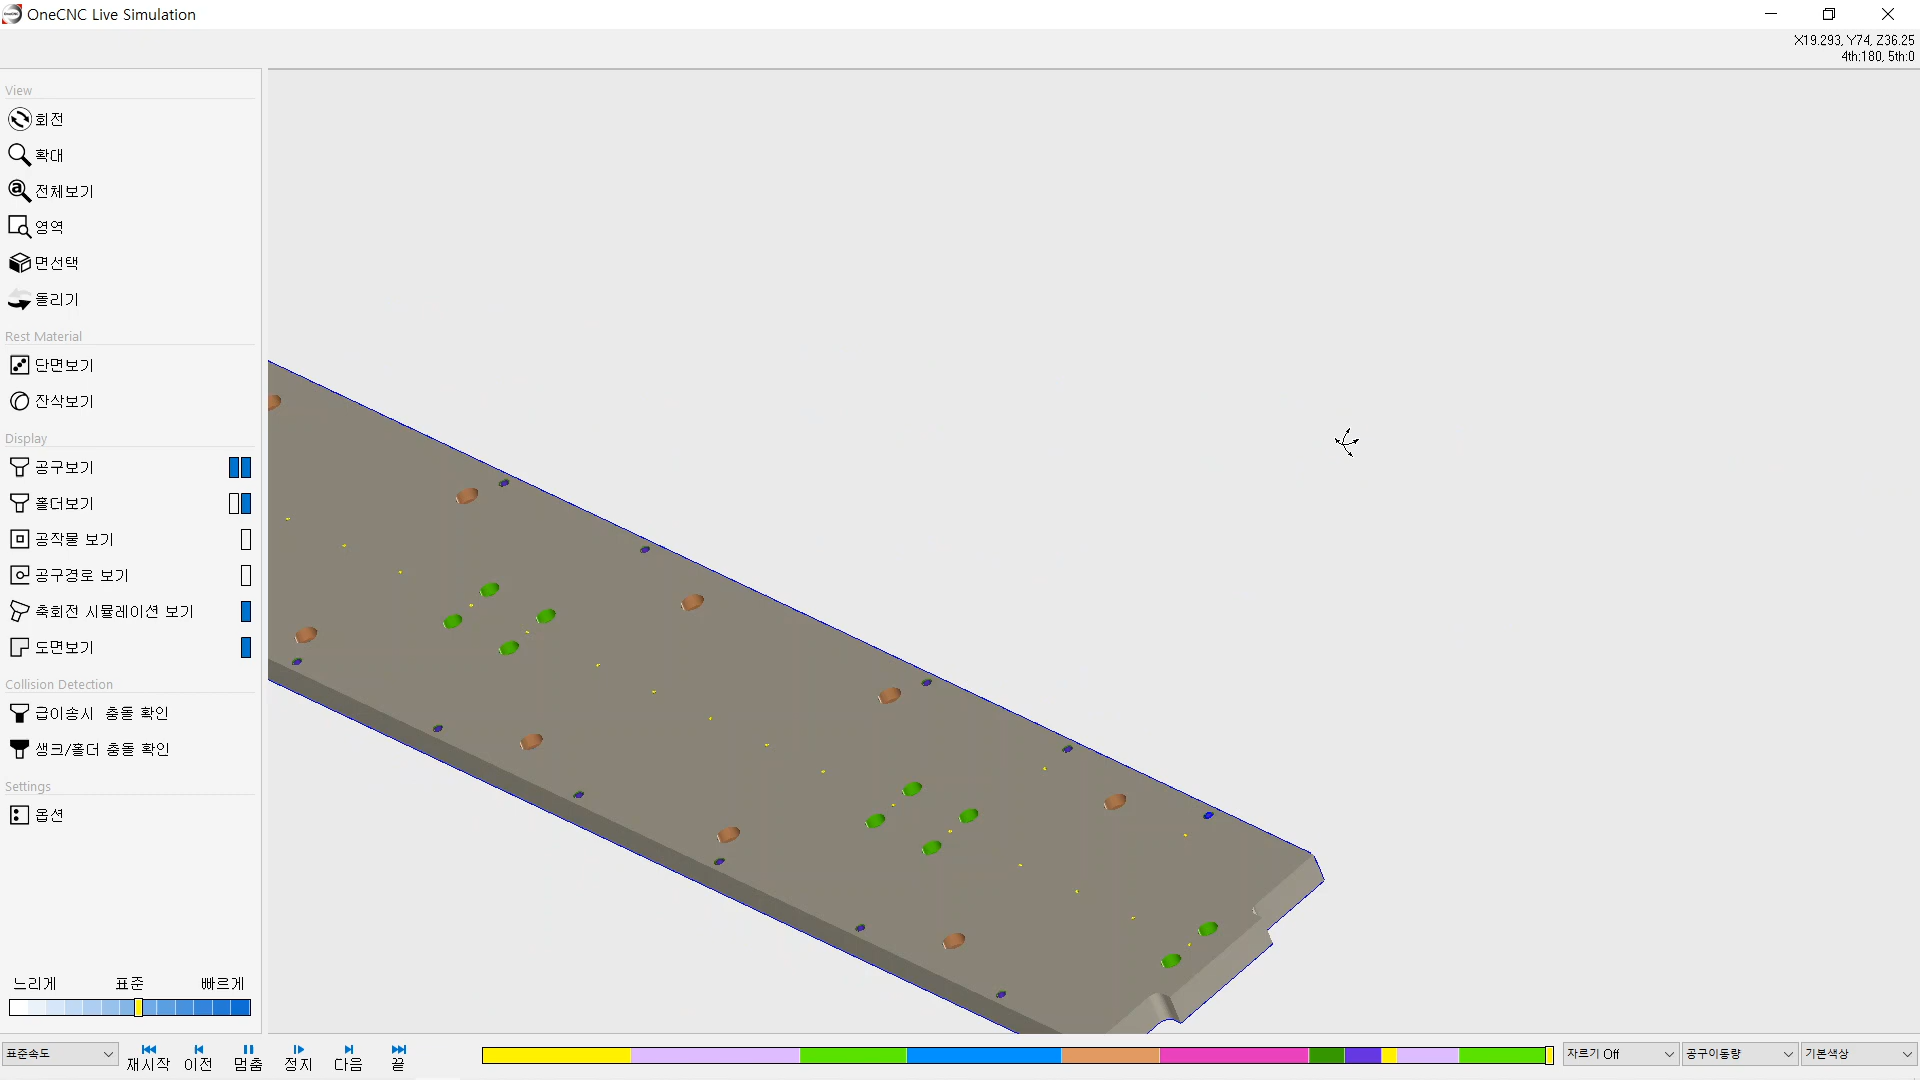 OneCNC Live Simulation
X19.293, Y74, Z36.25
4th:180, 5th:0
View
회전
확대
전체보기
영역
면선택
돌리기
Rest Material
단면보기
잔삭보기
Display
공구보기
홀더보기
공작물 보기
공구경로 보기
축회전 시뮬레이션 보기
도면보기
Collision Detection
급이송시 충돌 확인
생크/홀더 충돌 확인
Settings
옵션
느리게 표준 빠르게
표준속도
재시작 이전 멈춤 정지 다음 끝
자르기 Off
공구이동량
기본색상